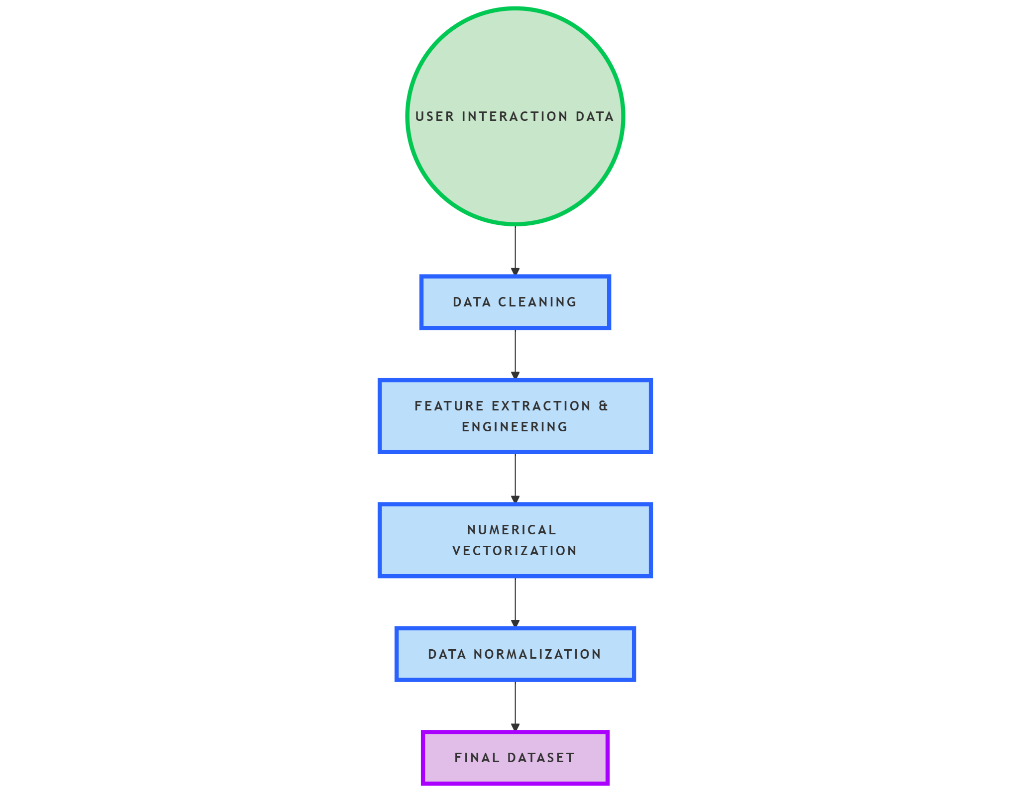 USER INTERACTION DATA
DATA CLEANING
FEATURE EXTRACTION &
ENGINEERING
NUMERICAL
VECTORIZATION
DATA NORMALIZATION
FINAL DATASET